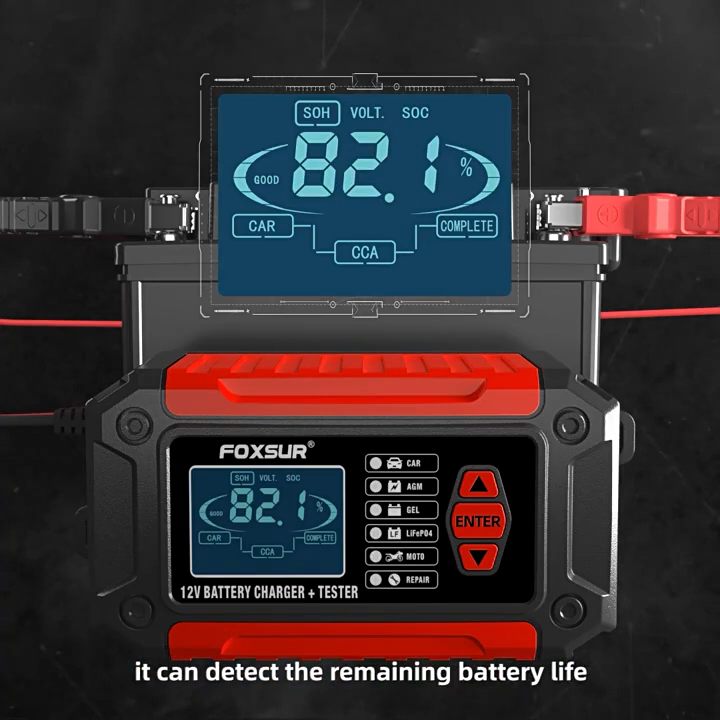 SOH VOLT. SOC
GOOD 82.1 %
CAR COMPLETE
CCA
FOXSUR®
SOH VOLT. SOC
GOOD 82.1 %
CAR COMPLETE
CCA
12V BATTERY CHARGER + TESTER
CAR
AGM
GEL
LF LiFePO4
MOTO
REPAIR
ENTER
it can detect the remaining battery life